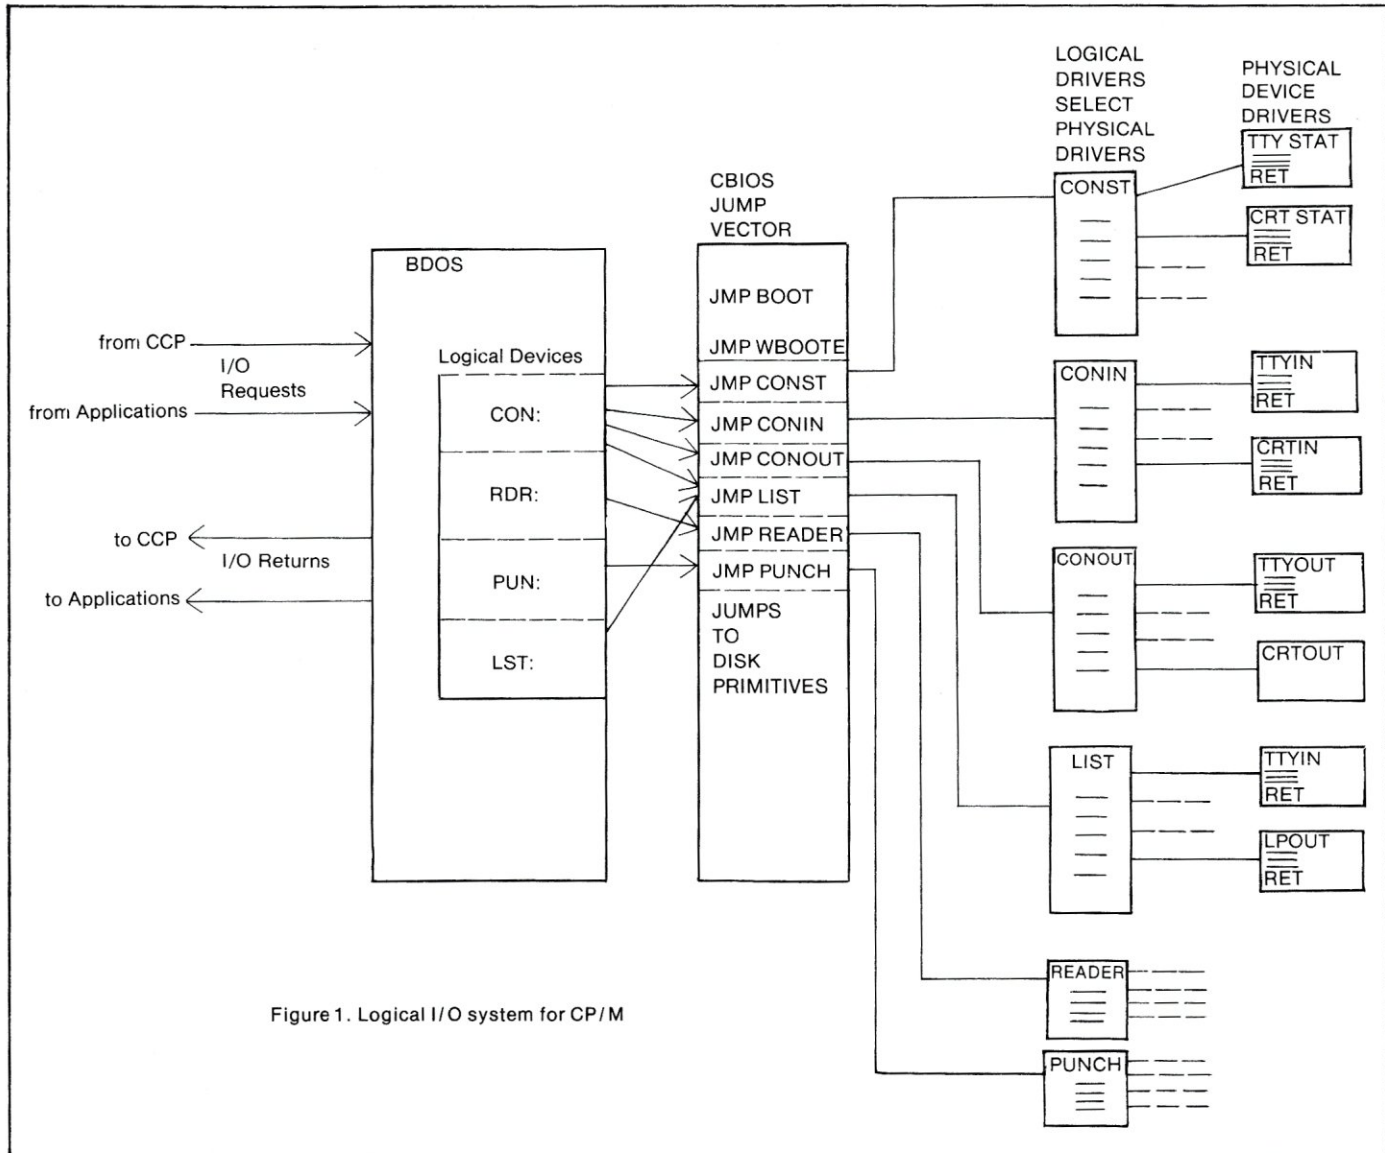 LOGICAL
DRIVERS
SELECT
PHYSICAL
DRIVERS
PHYSICAL
DEVICE
DRIVERS
CBIOS
JUMP
VECTOR
BDOS
from CCP
I/O
Requests
from Applications
to CCP
I/O Returns
to Applications
Logical Devices
CON:
RDR:
PUN:
LST:
JMP BOOT
JMP WBOOTE
JMP CONST
JMP CONIN
JMP CONOUT
JMP LIST
JMP READER
JMP PUNCH
JUMPS
TO
DISK
PRIMITIVES
CONST
TTY STAT
RET
CRT STAT
RET
CONIN
TTYIN
RET
CRTIN
RET
CONOUT
TTYOUT
RET
CRTOUT
LIST
TTYIN
RET
LPOUT
RET
READER
PUNCH
Figure 1. Logical I/O system for CP/M